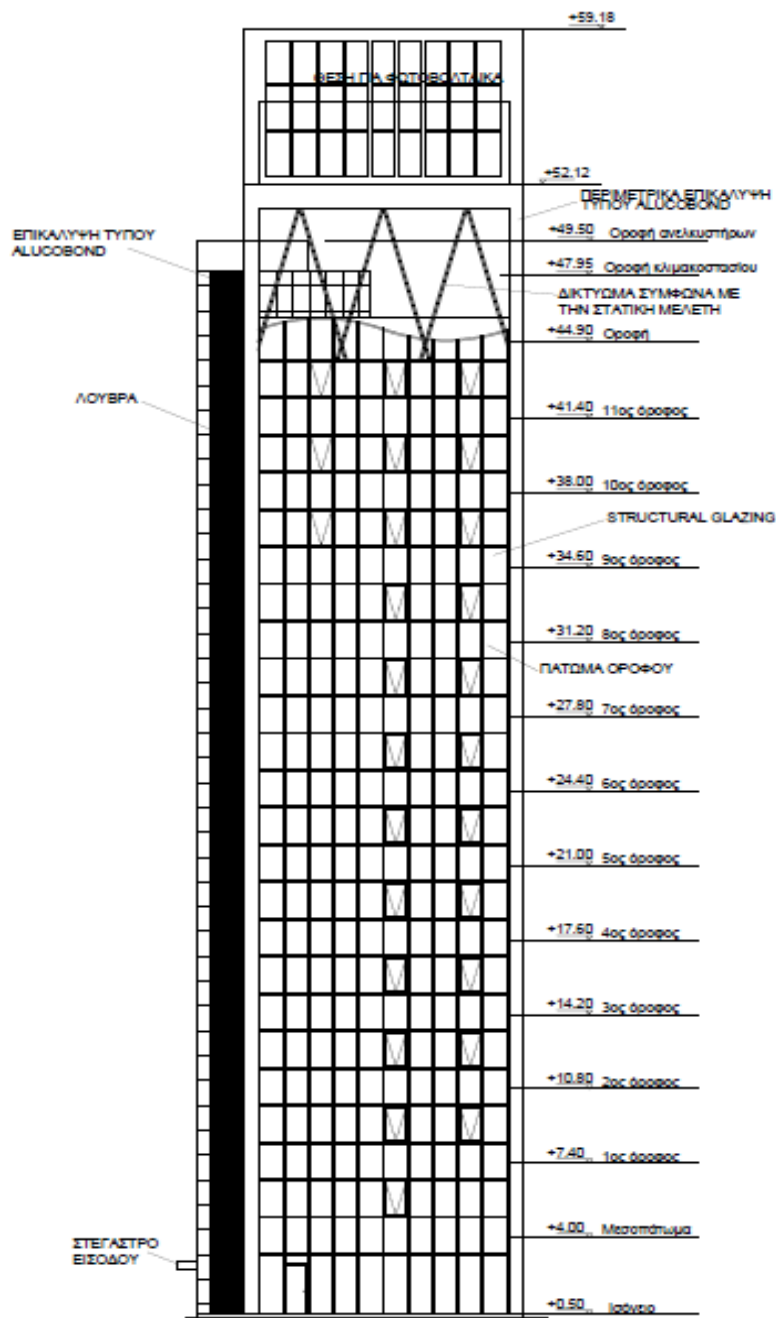 +59.18
ΘΕΣΗ ΓΙΑ ΦΩΤΟΒΟΛΤΑΙΚΑ
+52.12
ΠΕΡΙΜΕΤΡΙΚΑ ΕΠΙΚΑΛΥΨΗ
ΤΥΠΟΥ ALUCOBOND
ΕΠΙΚΑΛΥΨΗ ΤΥΠΟΥ
ALUCOBOND
+49.50 Οροφή ανελκυστήρων
+47.95 Οροφή κλιμακοστασίου
ΔΙΚΤΥΩΜΑ ΣΥΜΦΩΝΑ ΜΕ
ΤΗΝ ΣΤΑΤΙΚΗ ΜΕΛΕΤΗ
+44.90 Οροφή
ΛΟΥΒΡΑ
+41.40 11ος όροφος
+38.00 10ος όροφος
STRUCTURAL GLAZING
+34.60 9ος όροφος
+31.20 8ος όροφος
ΠΑΤΩΜΑ ΟΡΟΦΟΥ
+27.80 7ος όροφος
+24.40 6ος όροφος
+21.00 5ος όροφος
+17.60 4ος όροφος
+14.20 3ος όροφος
+10.80 2ος όροφος
+7.40 1ος όροφος
+4.00 Μεσοπάτωμα
ΣΤΕΓΑΣΤΡΟ
ΕΙΣΟΔΟΥ
+0.50 Ισόγειο